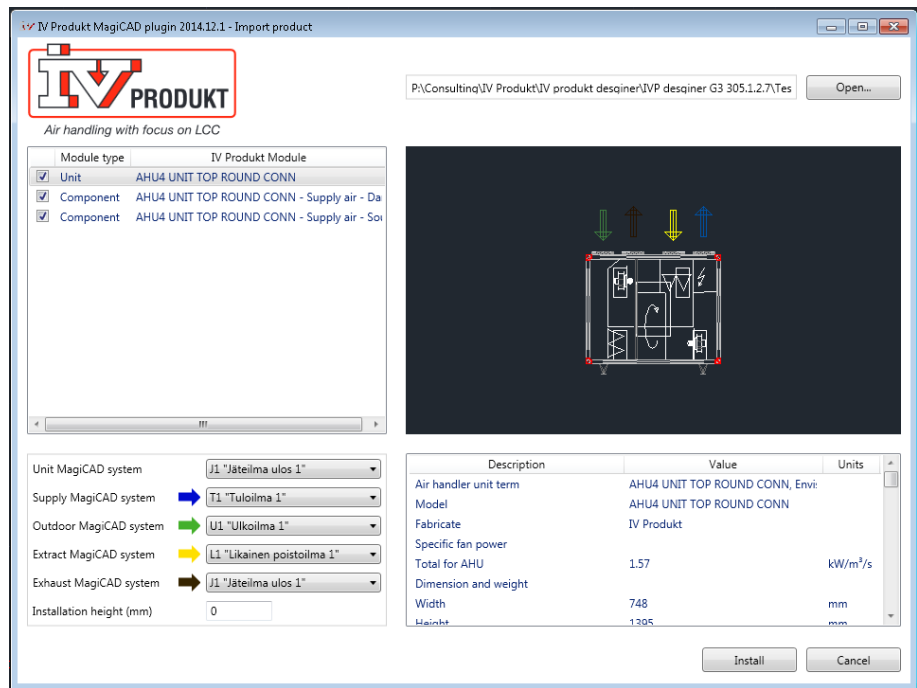 IV Produkt MagiCAD plugin 2014.12.1 - Import product
IV PRODUKT
Air handling with focus on LCC
P:\Consulting\IV Produkt\IV produkt desginer\IVP desginer G3 305.1.2.7\Tes
Open...
Module type IV Produkt Module
Unit AHU4 UNIT TOP ROUND CONN
Component AHU4 UNIT TOP ROUND CONN - Supply air - Da
Component AHU4 UNIT TOP ROUND CONN - Supply air - Sou
Unit MagiCAD system J1 "Jäteilma ulos 1"
Supply MagiCAD system T1 "Tuloilma 1"
Outdoor MagiCAD system U1 "Ulkoilma 1"
Extract MagiCAD system L1 "Likainen poistoilma 1"
Exhaust MagiCAD system J1 "Jäteilma ulos 1"
Installation height (mm) 0
Description Value Units
Air handler unit term AHU4 UNIT TOP ROUND CONN, Envi
Model AHU4 UNIT TOP ROUND CONN
Fabricate IV Produkt
Specific fan power
Total for AHU 1.57 kW/m³/s
Dimension and weight
Width 748 mm
Height 1395 mm
Install
Cancel